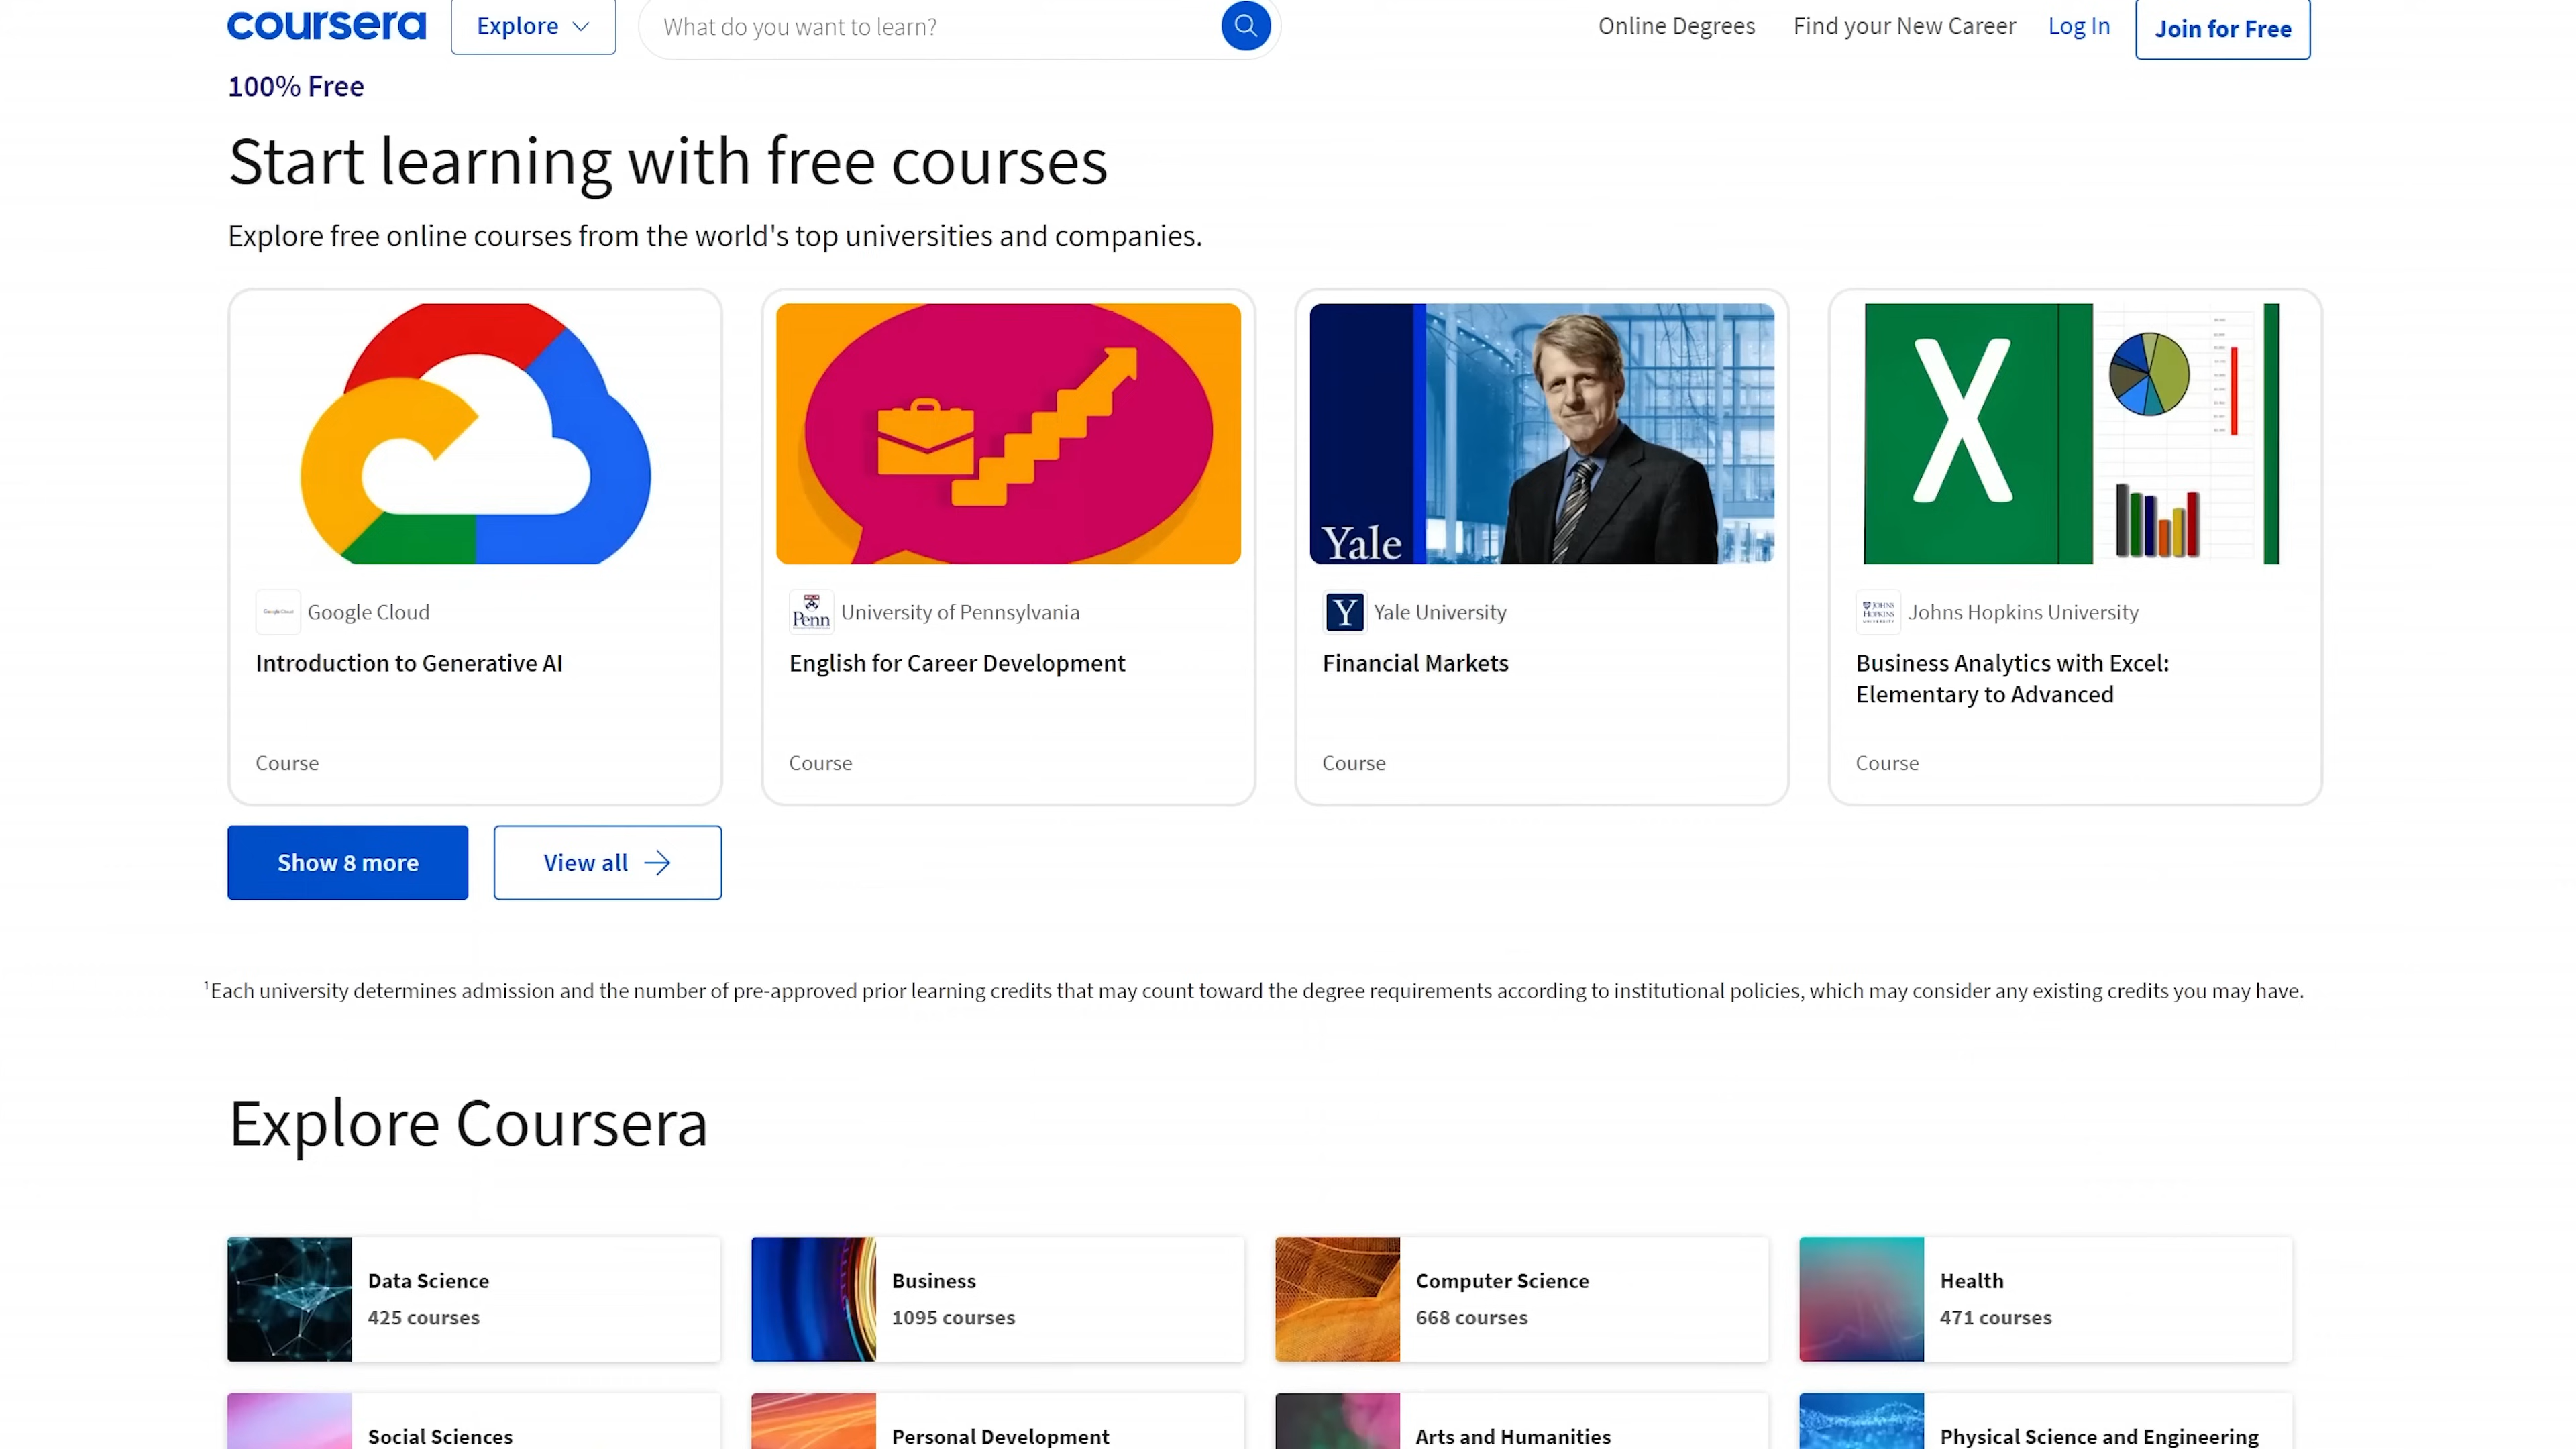 coursera
Explore
What do you want to learn?
Online Degrees
Find your New Career
Log In
Join for Free
100% Free
Start learning with free courses
Explore free online courses from the world's top universities and companies.
Yale
X
Google Cloud
Google Cloud
Penn
University of Pennsylvania
Y
Yale University
JOHNS
HOPKINS
UNIVERSITY
Johns Hopkins University
Introduction to Generative AI
English for Career Development
Financial Markets
Business Analytics with Excel:
Elementary to Advanced
Course
Course
Course
Course
Show 8 more
View all
¹Each university determines admission and the number of pre-approved prior learning credits that may count toward the degree requirements according to institutional policies, which may consider any existing credits you may have.
Explore Coursera
Data Science
425 courses
Business
1095 courses
Computer Science
668 courses
Health
471 courses
Social Sciences
Personal Development
Arts and Humanities
Physical Science and Engineering